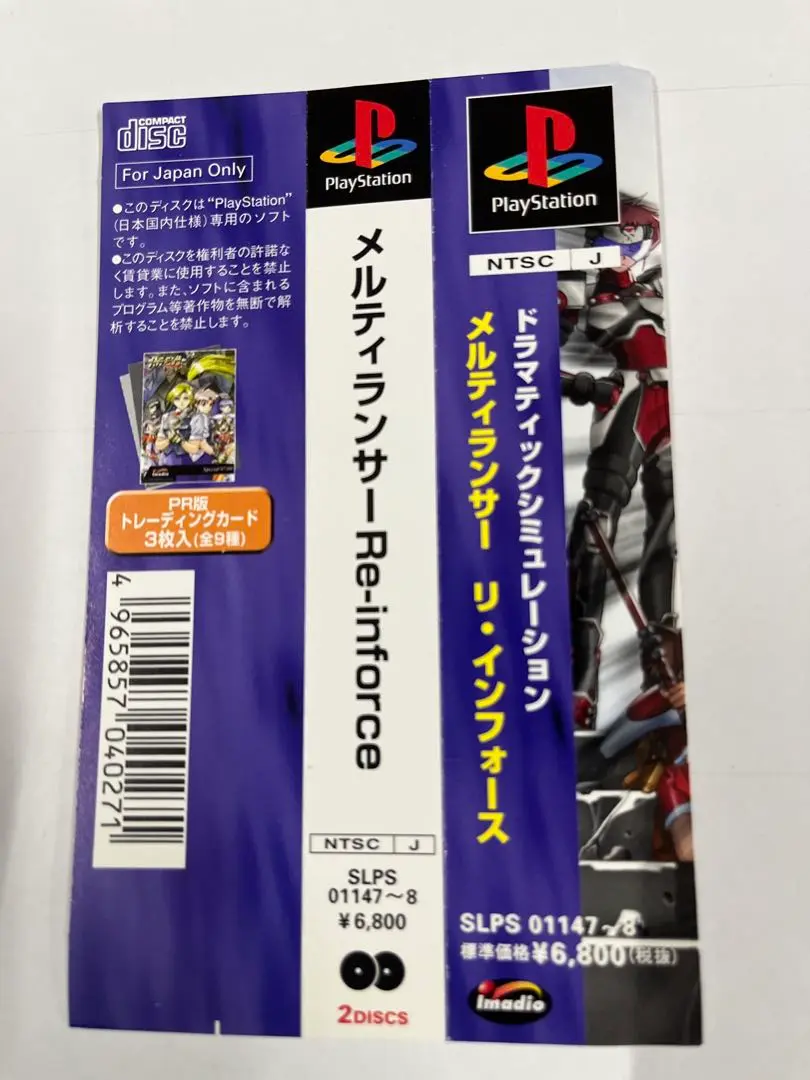 COMPACT
disc
For Japan Only
●このディスクは“PlayStation”
(日本国内仕様)専用のソフト
です。
●このディスクを権利者の許諾な
く賃貸業に使用することを禁止
します。また、ソフトに含まれる
プログラム等著作物を無断で解
析することを禁止します。
imadio
PR版
トレーディングカード
3枚入(全9種)
4 965857 040271
PlayStation
メルティランサーRe-inforce
NTSC J
SLPS
01147～8
¥6,800
2DISCS
PlayStation
NTSC J
ドラマティックシミュレーション
メルティランサー リ・インフォース
SLPS 01147～8
標準価格¥6,800(税抜)
imadio